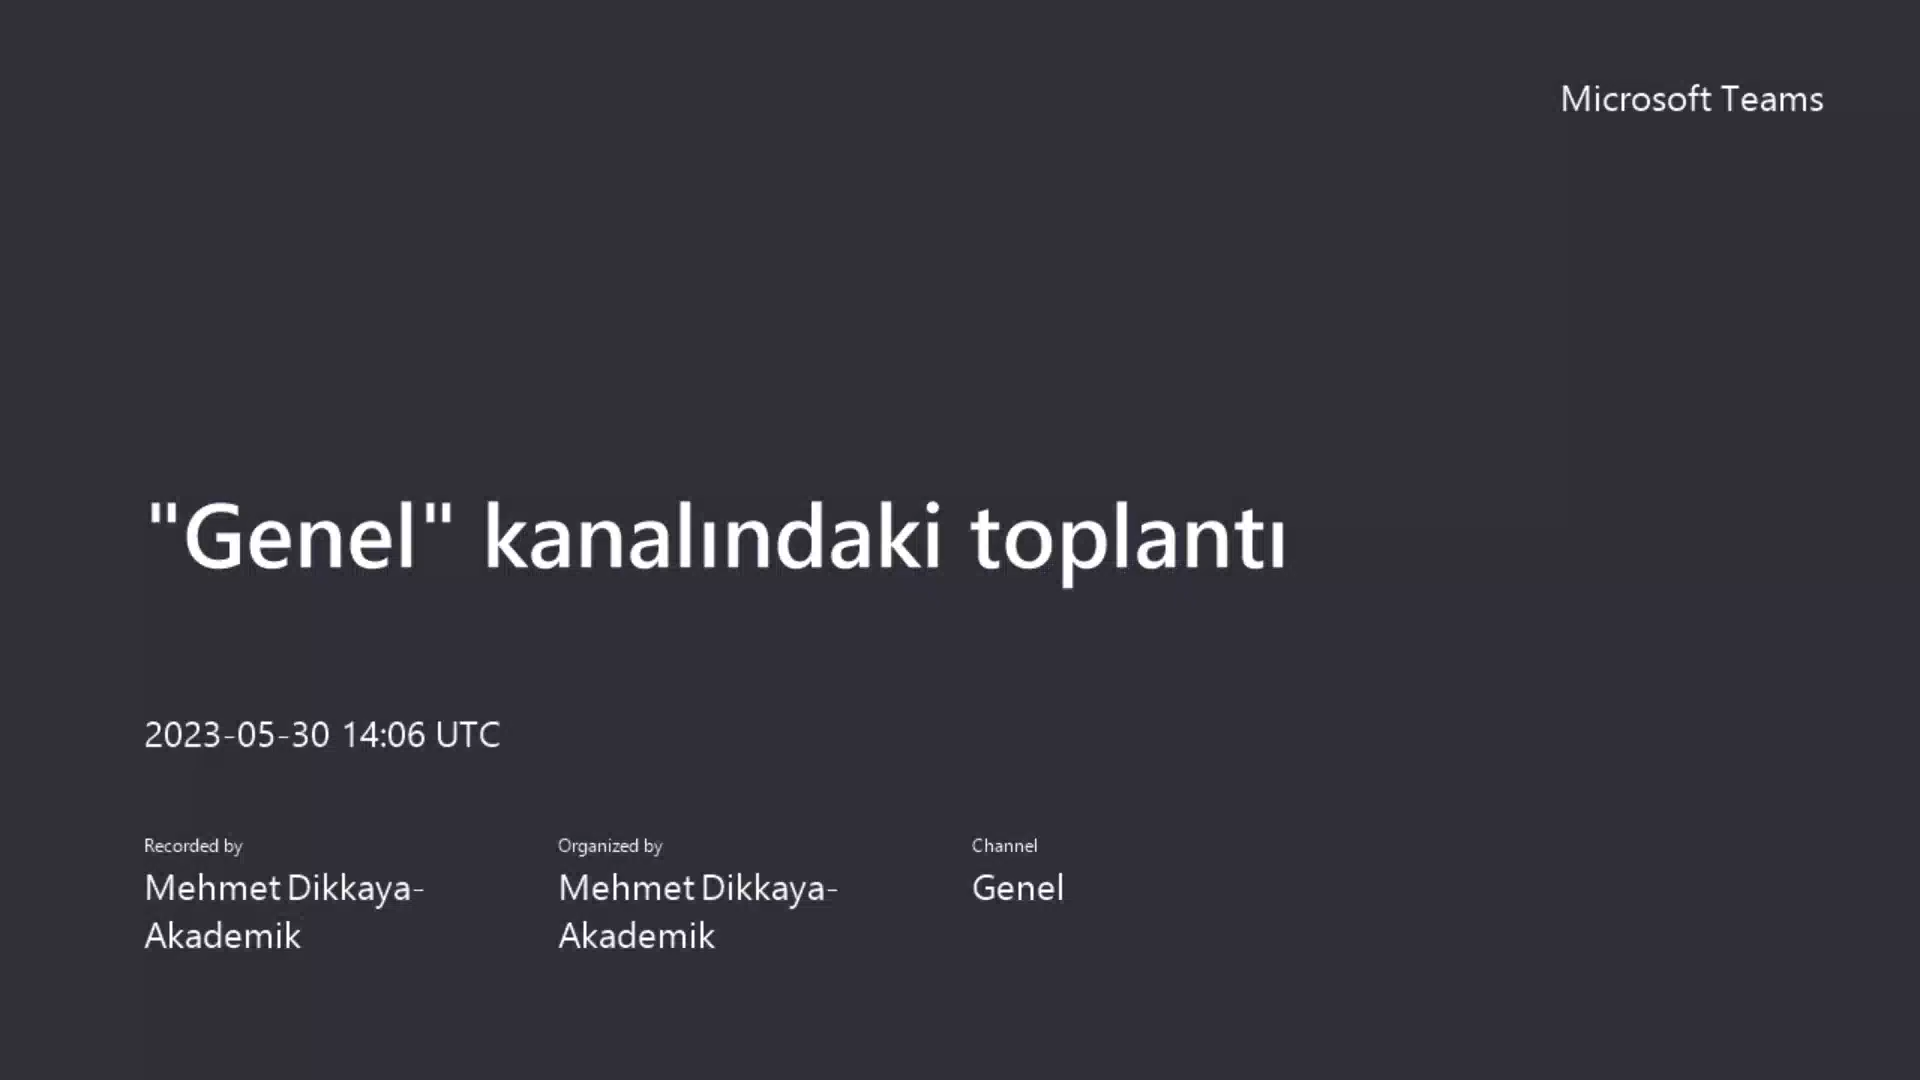 Microsoft Teams
"Genel" kanalındaki toplantı
2023-05-30 14:06 UTC
Recorded by
Mehmet Dikkaya-
Akademik
Organized by
Mehmet Dikkaya-
Akademik
Channel
Genel